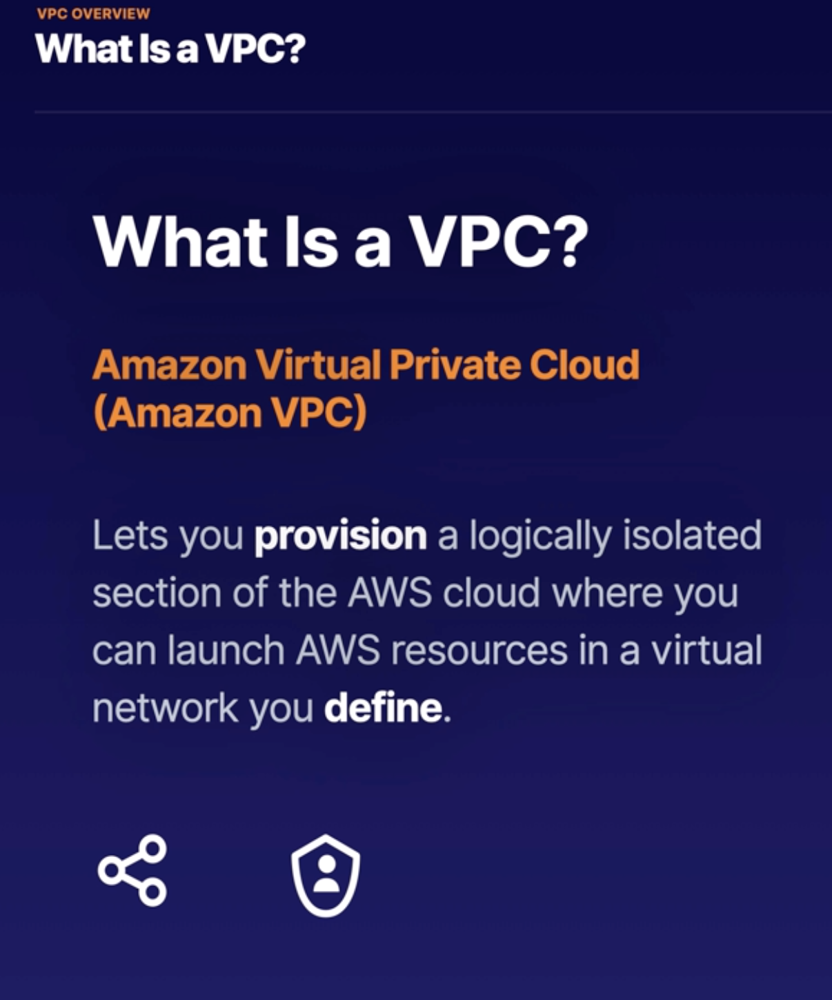 VPC OVERVIEW
What Is a VPC?
What Is a VPC?
Amazon Virtual Private Cloud
(Amazon VPC)
Lets you provision a logically isolated
section of the AWS cloud where you
can launch AWS resources in a virtual
network you define.